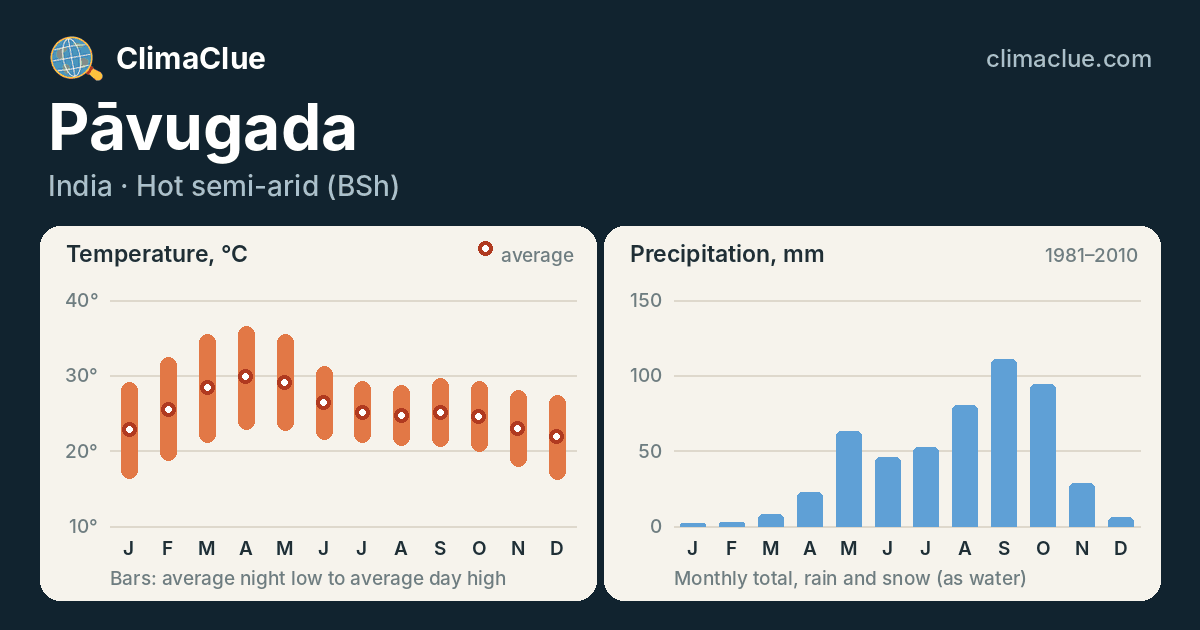 ClimaClue
climaclue.com
Pāvugada
India · Hot semi-arid (BSh)
Temperature, °C
average
40°
30°
20°
10°
J F M A M J J A S O N D
Bars: average night low to average day high
Precipitation, mm
1981–2010
150
100
50
0
J F M A M J J A S O N D
Monthly total, rain and snow (as water)